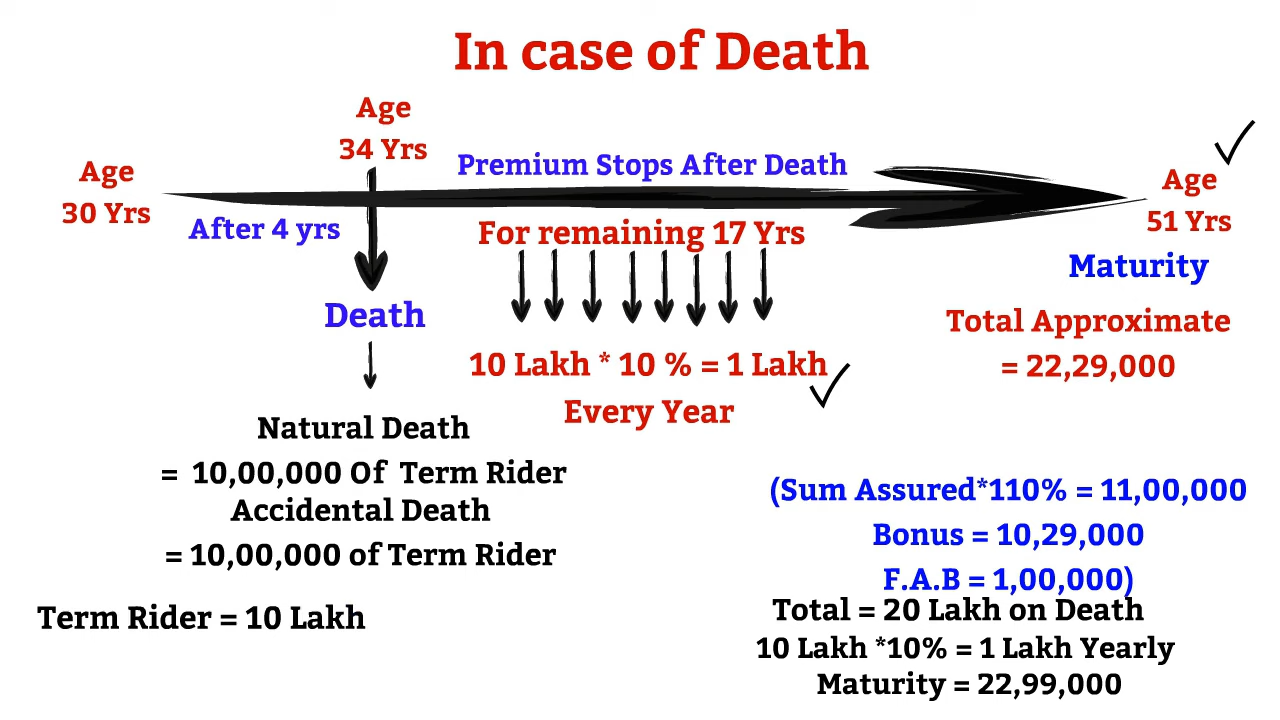 In case of Death
Age
34 Yrs
Age
30 Yrs
Premium Stops After Death
Age
51 Yrs
After 4 yrs
For remaining 17 Yrs
Maturity
Death
Total Approximate
= 22,29,000
10 Lakh * 10 % = 1 Lakh
Every Year
Natural Death
= 10,00,000 Of Term Rider
Accidental Death
= 10,00,000 of Term Rider
Term Rider = 10 Lakh
(Sum Assured*110% = 11,00,000
Bonus = 10,29,000
F.A.B = 1,00,000)
Total = 20 Lakh on Death
10 Lakh *10% = 1 Lakh Yearly
Maturity = 22,99,000